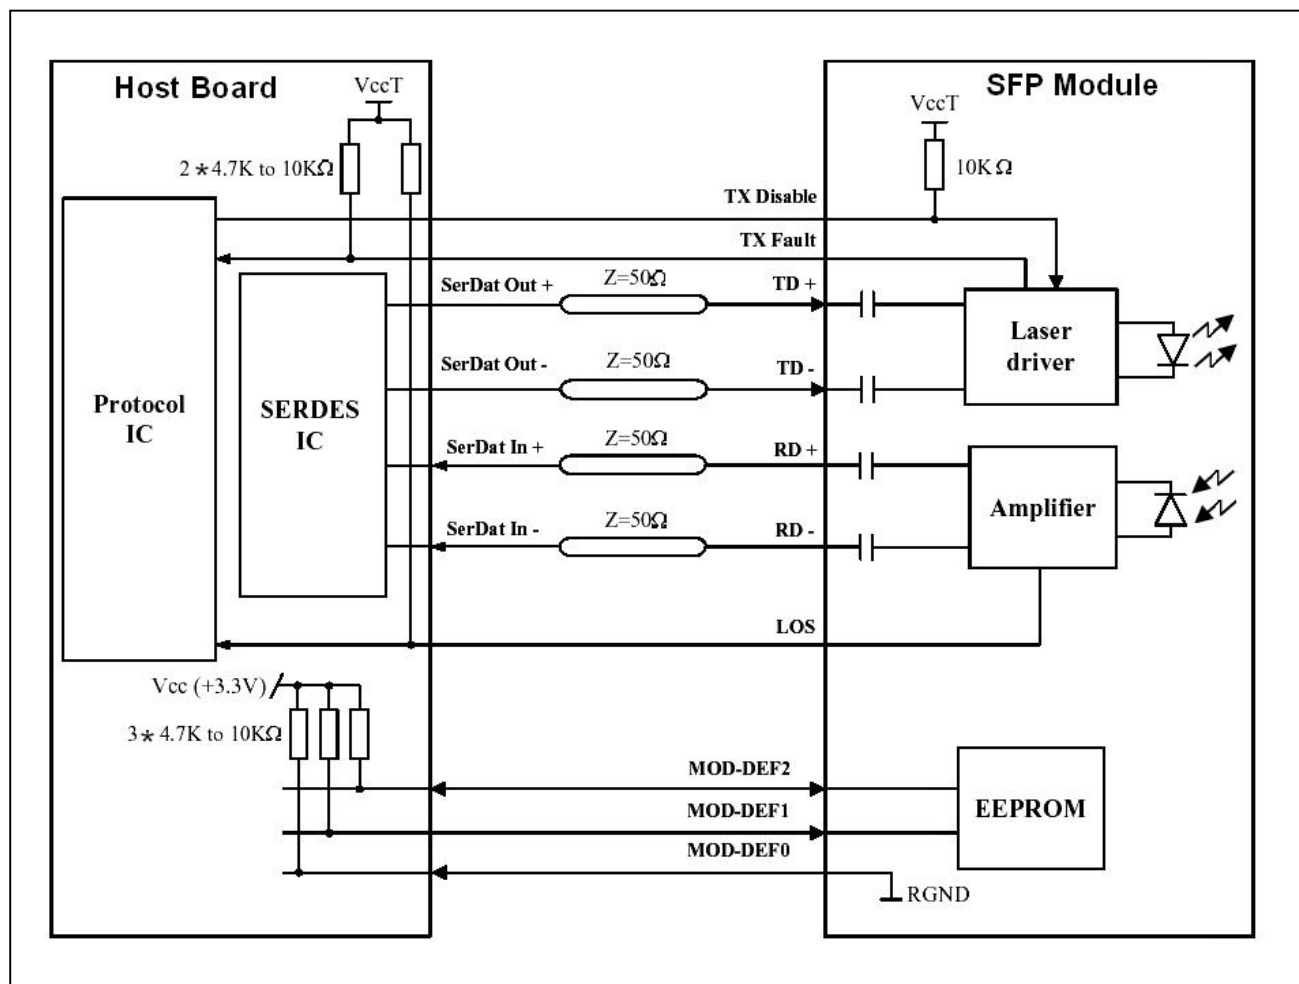 Host Board
SFP Module
VccT
VccT
2*4.7K to 10KΩ
10KΩ
TX Disable
TX Fault
SerDat Out +
Z=50Ω
TD +
Laser
driver
SerDat Out -
Z=50Ω
TD -
Protocol
IC
SERDES
IC
SerDat In +
Z=50Ω
RD +
Amplifier
SerDat In -
Z=50Ω
RD -
LOS
Vcc (+3.3V)
3* 4.7K to 10KΩ
MOD-DEF2
MOD-DEF1
EEPROM
MOD-DEF0
RGND